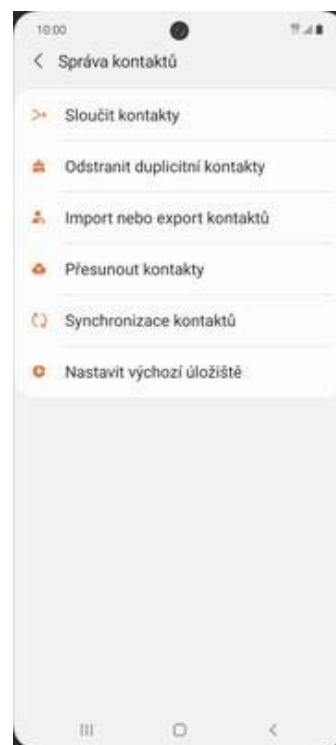 10:00
Správa kontaktů
Sloučit kontakty
Odstranit duplicitní kontakty
Import nebo export kontaktů
Přesunout kontakty
Synchronizace kontaktů
Nastavit výchozí úložiště